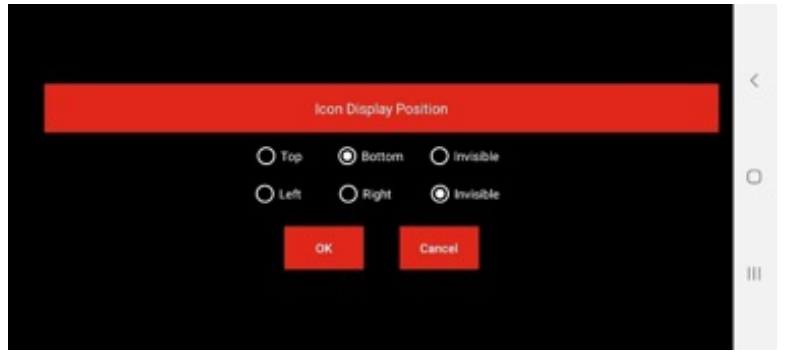 Icon Display Position
Top Bottom Invisible
Left Right Invisible
OK Cancel